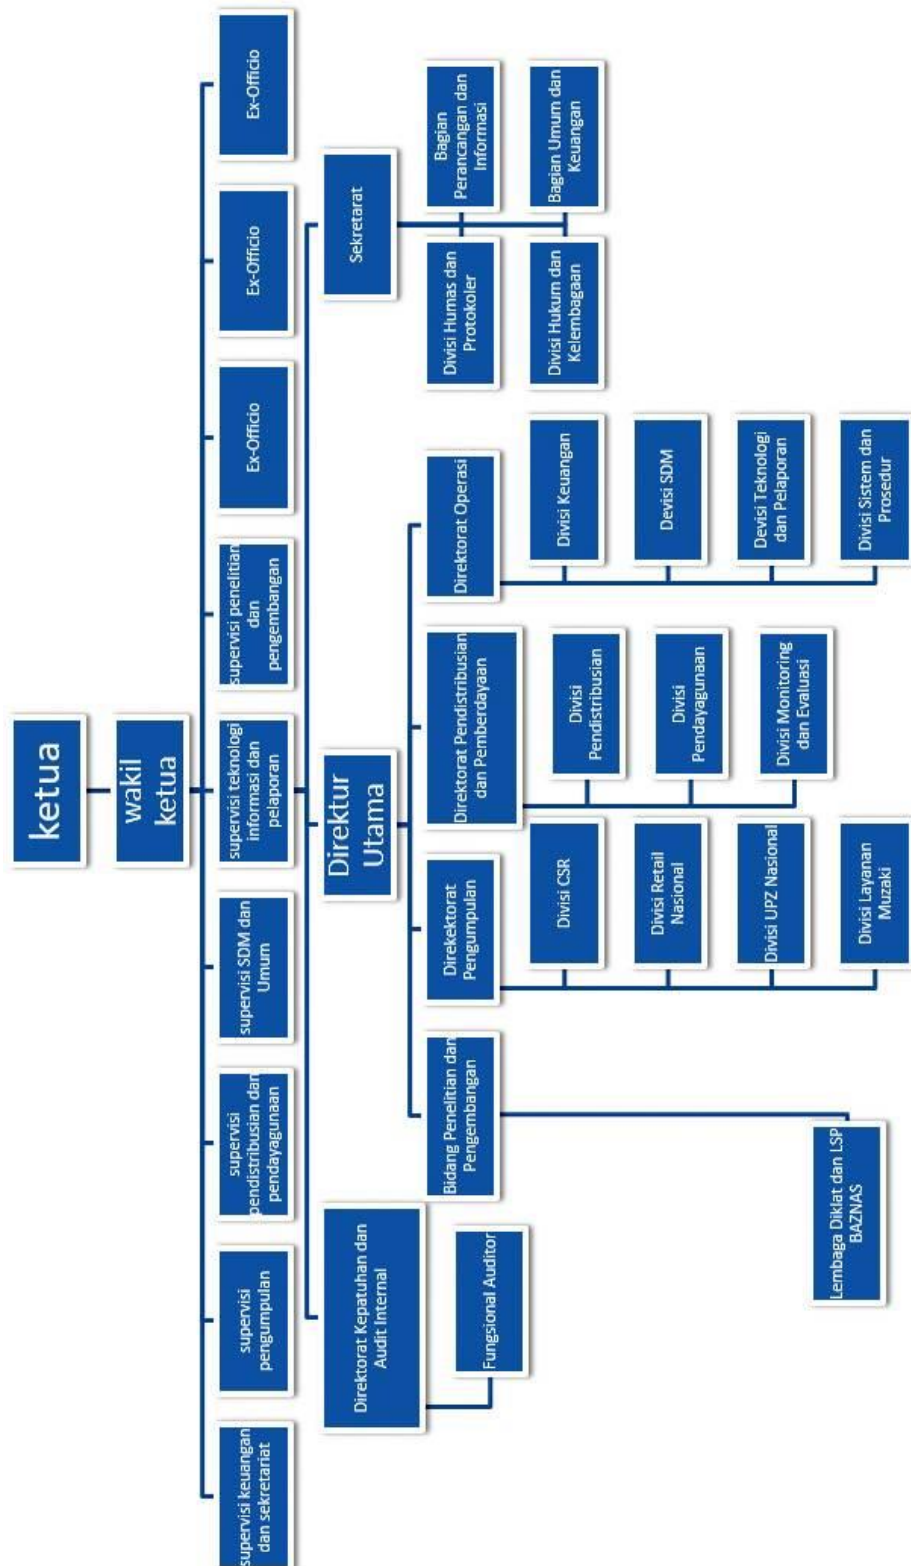 ketua
wakil
ketua
supervisi keuangan
dan sekretariat
supervisi
pengumpulan
supervisi
pendistribusian dan
pendayagunaan
supervisi SDM dan
Umum
supervisi teknologi
informasi dan
pelaporan
supervisi penelitian
dan
pengembangan
Ex-Officio
Ex-Officio
Ex-Officio
Direktorat Kepatuhan dan
Audit Internal
Direktur
Utama
Sekretarat
Fungsional Auditor
Bidang Penelitian dan
Pengembangan
Direkektorat
Pengumpulan
Direktorat Pendistribusian
dan Pemberdayaan
Direktorat Operasi
Divisi Humas dan
Protokoler
Bagian
Perancangan dan
Informasi
Divisi CSR
Divisi
Pendistribusian
Divisi Keuangan
Divisi Hukum dan
Kelembagaan
Bagian Umum dan
Keuangan
Divisi Retail
Nasional
Divisi
Pendayagunaan
Devisi SDM
Divisi UPZ Nasional
Divisi Monitoring
dan Evaluasi
Devisi Teknologi
dan Pelaporan
Lembaga Diklat dan LSP
BAZNAS
Divisi Layanan
Muzaki
Divisi Sistem dan
Prosedur